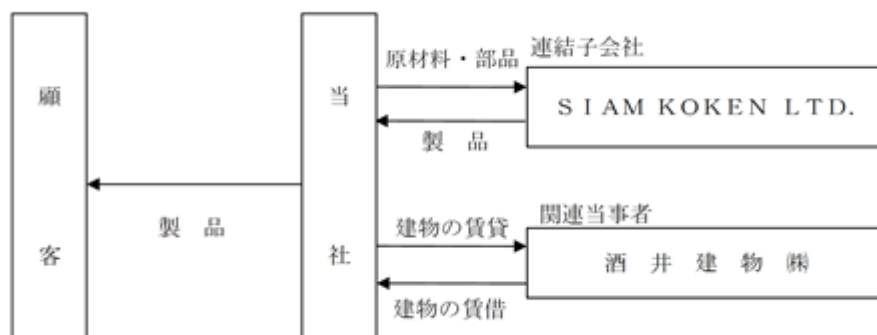 顧客
製品
当社
原材料・部品
連結子会社
SIAM KOKEN LTD.
製品
関連当事者
建物の賃貸
酒井建物㈱
建物の賃借